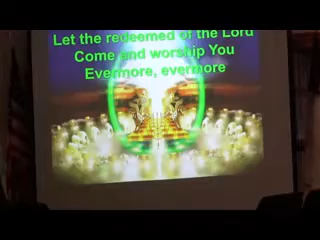 Let the redeemed of the Lord
Come and worship You
Evermore, evermore